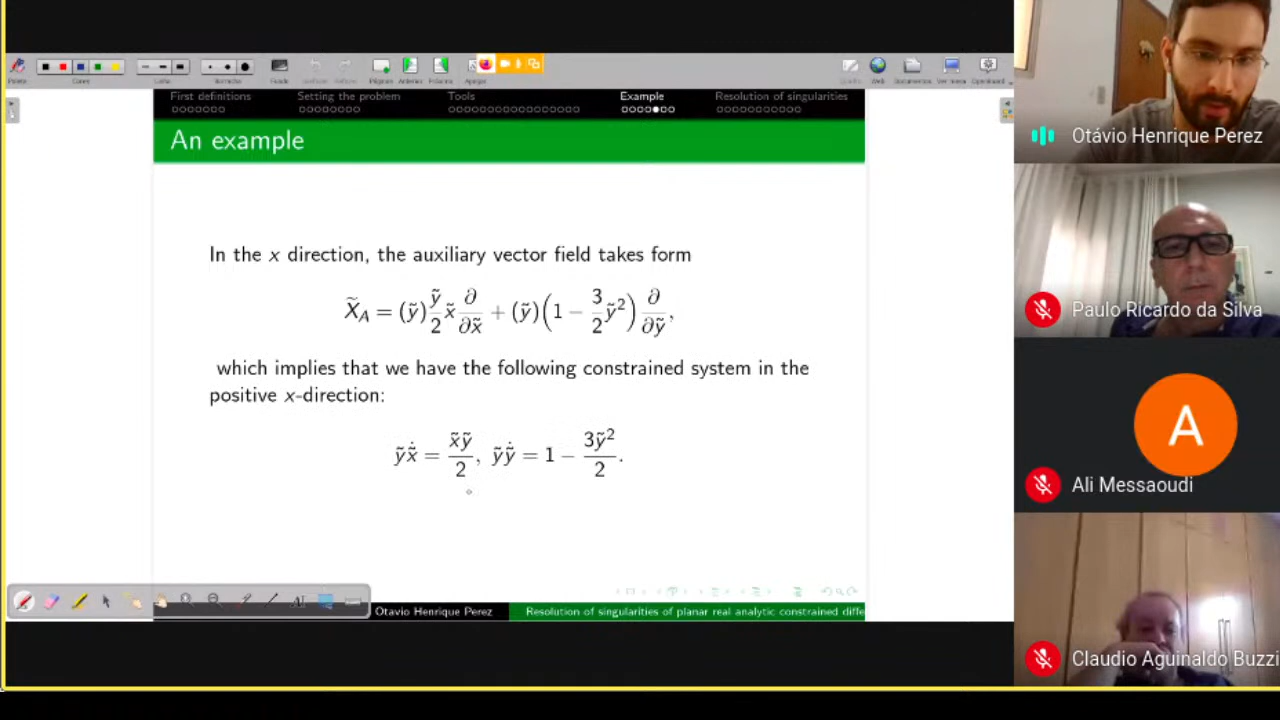 First definitions Setting the problem Tools Example Resolution of singularities
An example
In the x direction, the auxiliary vector field takes form
X̃_A = (ỹ) ỹ/2 x̃ ∂/∂x̃ + (ỹ)(1 − 3/2 ỹ²) ∂/∂ỹ,
which implies that we have the following constrained system in the
positive x-direction:
ỹẋ̃ = x̃ỹ/2, ỹẏ̃ = 1 − 3ỹ²/2.
Otavio Henrique Perez Resolution of singularities of planar real analytic constrained diffe
Otávio Henrique Perez
Paulo Ricardo da Silva
A
Ali Messaoudi
Claudio Aguinaldo Buzzi